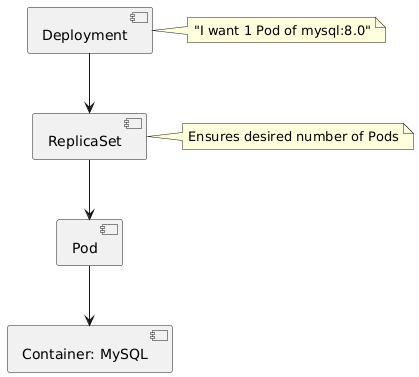 Deployment
"I want 1 Pod of mysql:8.0"
ReplicaSet
Ensures desired number of Pods
Pod
Container: MySQL